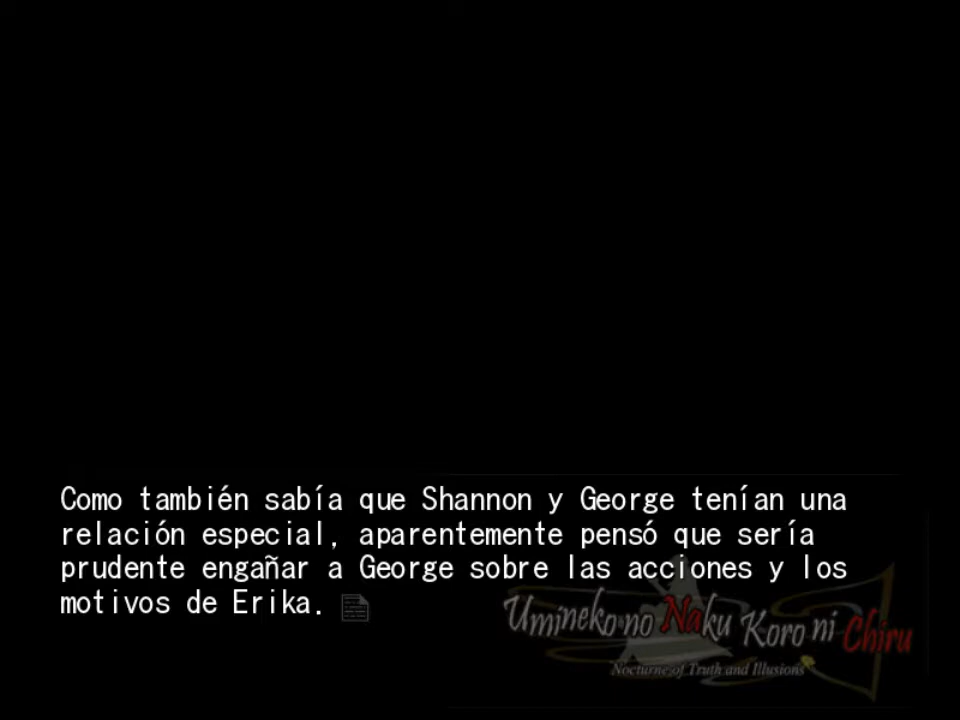 Como también sabía que Shannon y George tenían una
relación especial, aparentemente pensó que sería
prudente engañar a George sobre las acciones y los
motivos de Erika.
Umineko no Naku Koro ni Chiru
Nocturne of Truth and Illusions